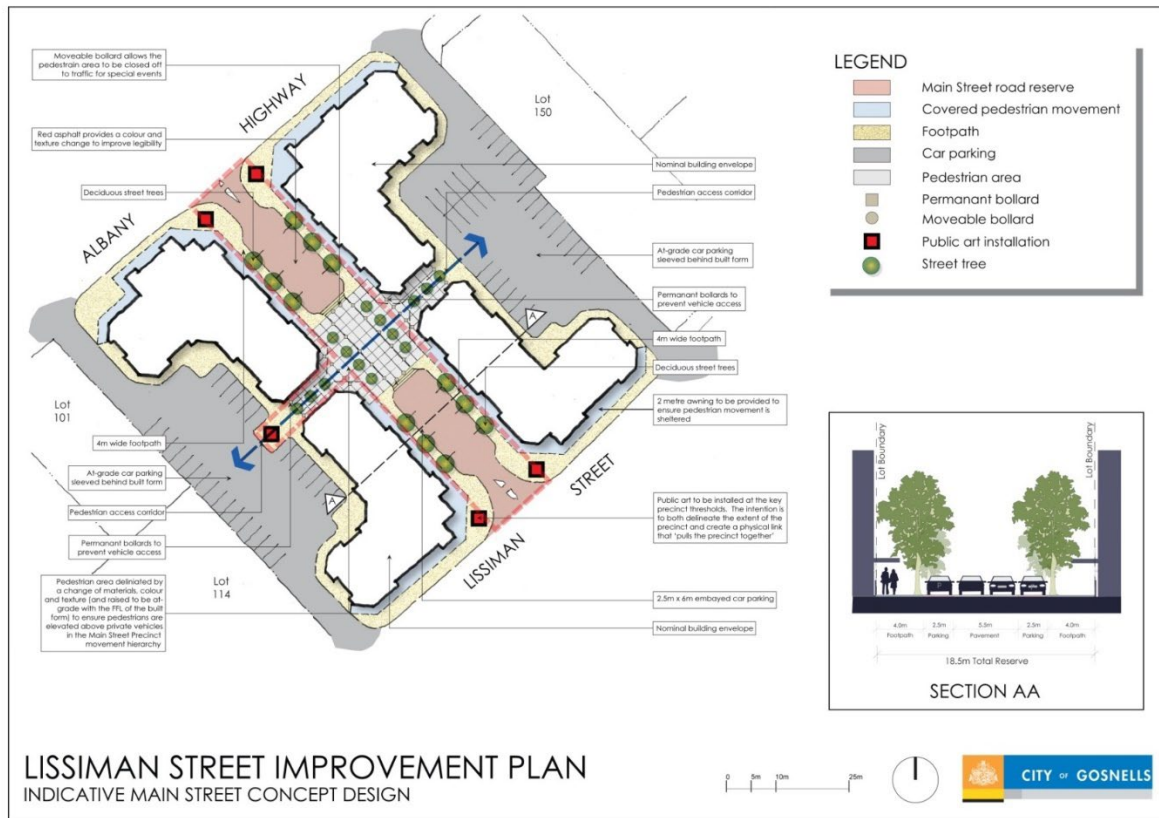 Moveable bollard allows the
pedestrain area to be closed off
to traffic for special events
Red asphalt provides a colour and
texture change to improve legibility
Deciduous street trees
HIGHWAY
ALBANY
Lot
101
4m wide footpath
At-grade car parking
sleeved behind built form
Pedestrian access corridor
Permanant bollards to
prevent vehicle access
Pedestrian area deliniated by
a change of materials, colour
and texture (and raised to be at-
grade with the FFL of the built
form) to ensure pedestrians are
elevated above private vehicles
in the Main Street Precinct
movement hierarchy
Lot
114
Lot
150
Nominal building envelope
Pedestrian access corridor
At-grade car parking
sleeved behind built form
Permanant bollards to
prevent vehicle access
4m wide footpath
Deciduous street trees
2 metre awning to be provided to
ensure pedestrian movement is
sheltered
Public art to be installed at the key
precinct thresholds. The intention is
to both delineate the extent of the
precinct and create a physical link
that 'pulls the precinct together'
2.5m x 6m embayed car parking
Nominal building envelope
A
A
STREET
LISSIMAN
LEGEND
Main Street road reserve
Covered pedestrian movement
Footpath
Car parking
Pedestrian area
Permanant bollard
Moveable bollard
Public art installation
Street tree
Lot Boundary
Lot Boundary
4.0m 2.5m 5.5m 2.5m 4.0m
Footpath Parking Pavement Parking Footpath
18.5m Total Reserve
SECTION AA
LISSIMAN STREET IMPROVEMENT PLAN
INDICATIVE MAIN STREET CONCEPT DESIGN
0 5m 10m 25m
CITY OF GOSNELLS